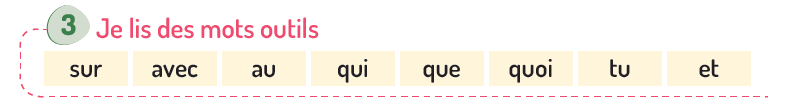 3 Je lis des mots outils
sur avec au qui que quoi tu et